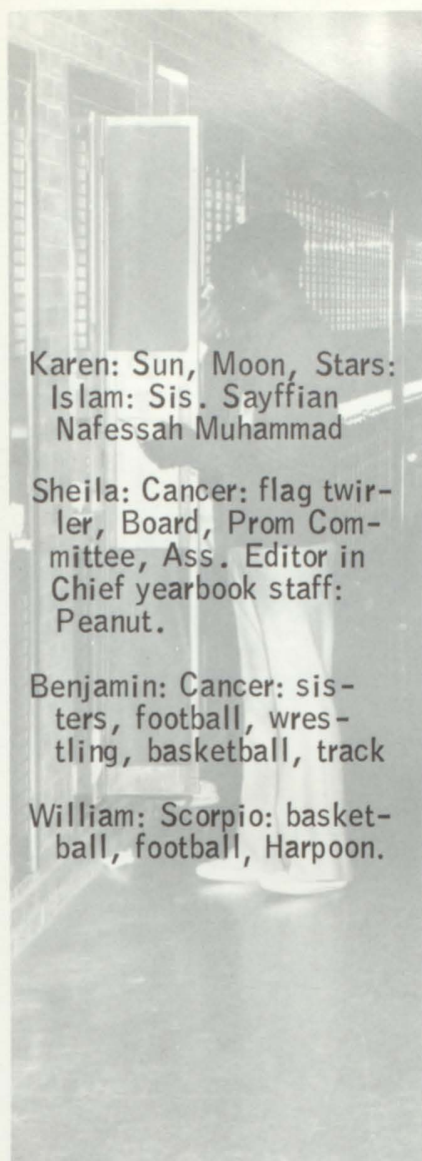 Karen: Sun, Moon, Stars:
Islam: Sis. Sayffian
Nafessah Muhammad
Sheila: Cancer: flag twir-
ler, Board, Prom Com-
mittee, Ass. Editor in
Chief yearbook staff:
Peanut.
Benjamin: Cancer: sis-
ters, football, wres-
tling, basketball, track
William: Scorpio: basket-
ball, football, Harpoon.